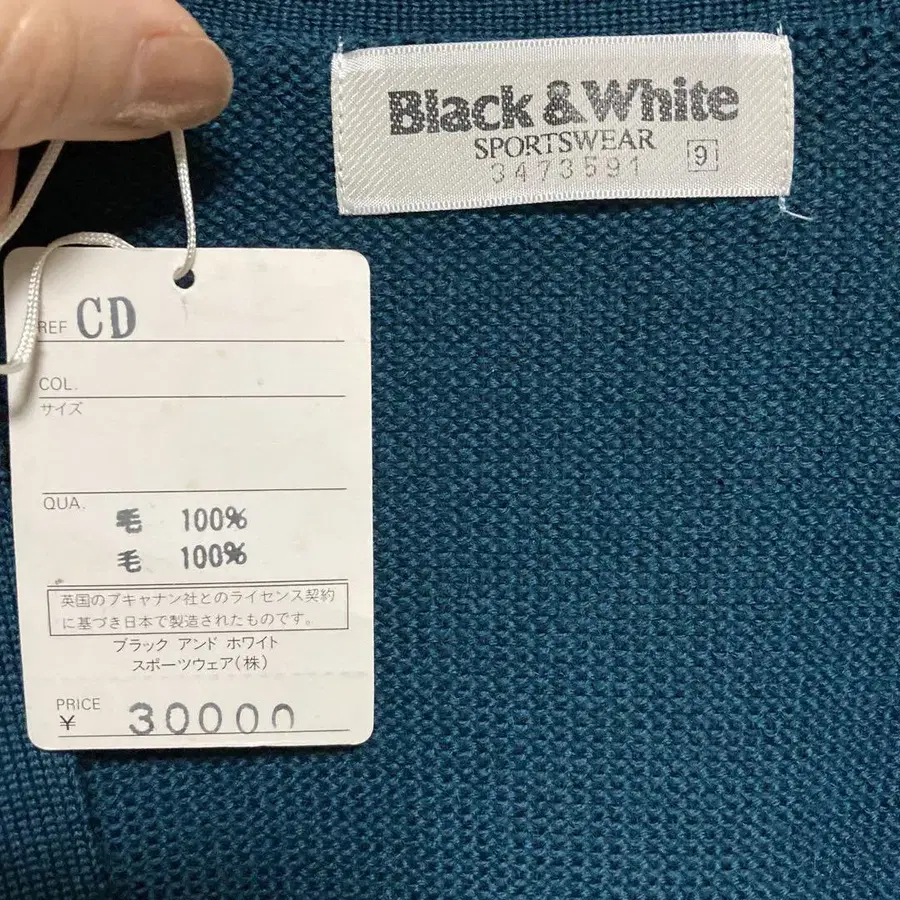 Black & White
SPORTSWEAR
3473591 9
REF CD
COL.
サイズ
QUA.
毛 100%
毛 100%
英国のブキャナン社とのライセンス契約
に基づき日本で製造されたものです。
ブラック アンド ホワイト
スポーツウェア(株)
PRICE
¥ 30000